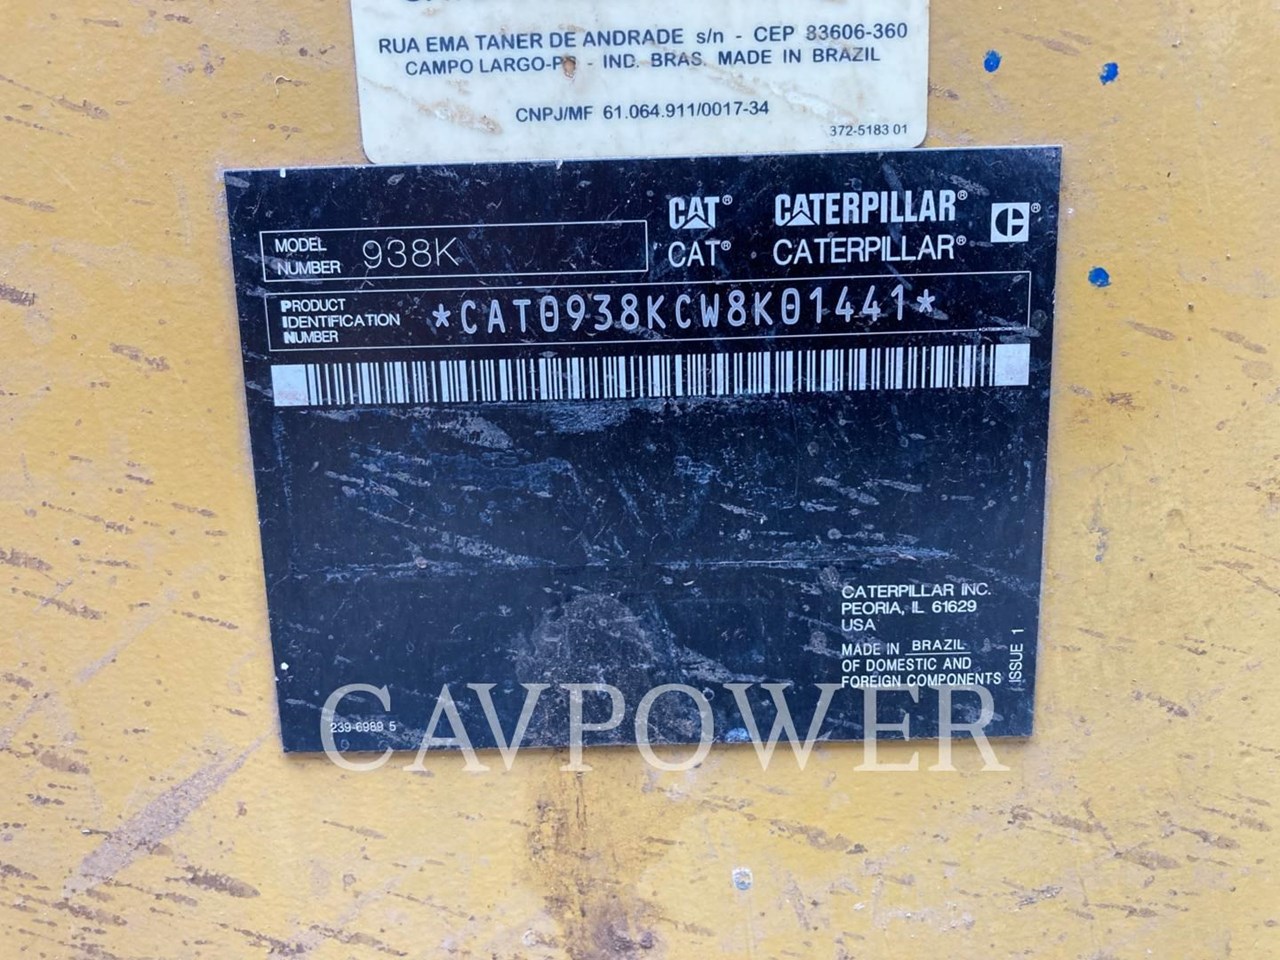 RUA EMA TANER DE ANDRADE s/n - CEP 83606-360
CAMPO LARGO-PR - IND. BRAS. MADE IN BRAZIL
CNPJ/MF 61.064.911/0017-34
372-5183 01
CAT® CATERPILLAR®
CAT® CATERPILLAR®
MODEL NUMBER 938K
PRODUCT IDENTIFICATION NUMBER *CAT0938KCW8K01441*
CATERPILLAR INC.
PEORIA, IL 61629
USA
MADE IN BRAZIL
OF DOMESTIC AND
FOREIGN COMPONENTS
ISSUE 1
239-6989 5
CAVPOWER